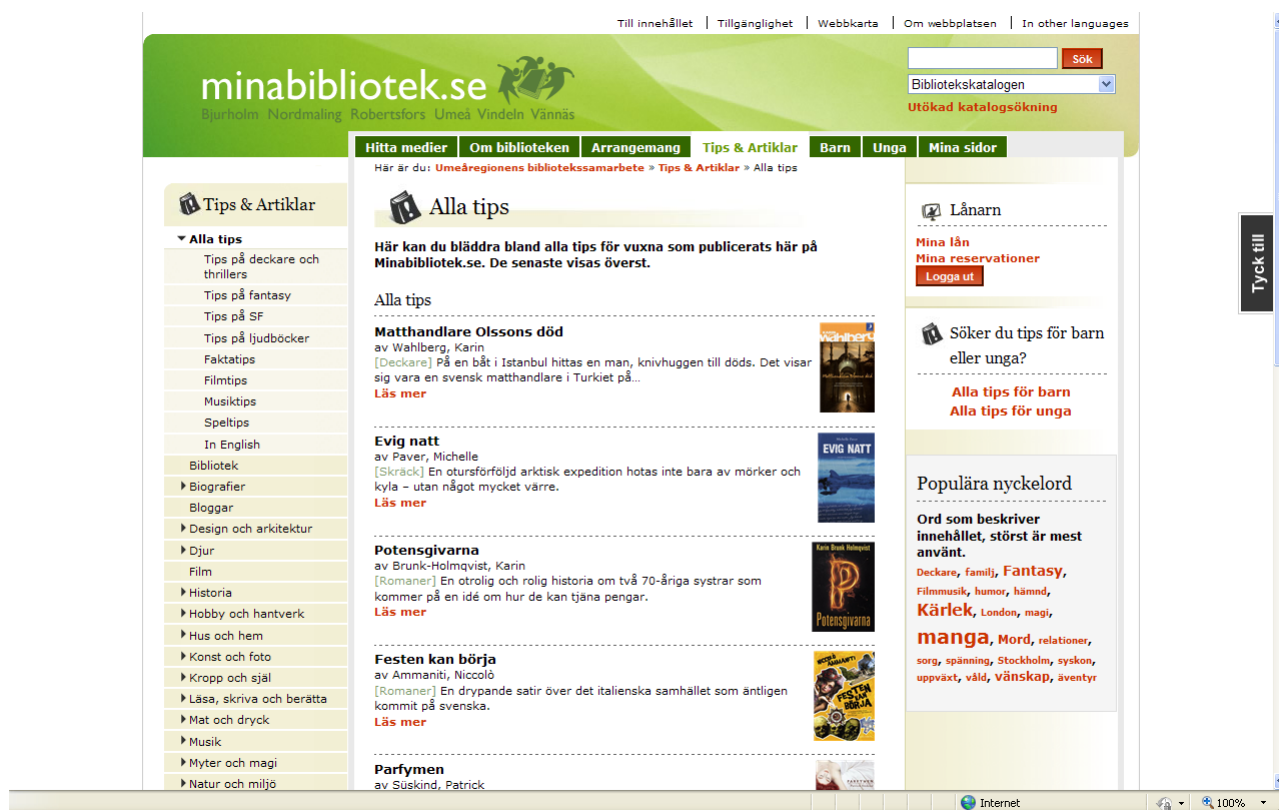 Till innehållet | Tillgänglighet | Webbkarta | Om webbplatsen | In other languages
minabibliotek.se
Bjurholm Nordmaling Robertsfors Umeå Vindeln Vännäs
Sök
Bibliotekskatalogen
Utökad katalogsökning
Hitta medier Om biblioteken Arrangemang Tips & Artiklar Barn Unga Mina sidor
Här är du: Umeåregionens bibliotekssamarbete » Tips & Artiklar » Alla tips
Tips & Artiklar
Alla tips
Tips på deckare och
thrillers
Tips på fantasy
Tips på SF
Tips på ljudböcker
Faktatips
Filmtips
Musiktips
Speltips
In English
Bibliotek
Biografier
Bloggar
Design och arkitektur
Djur
Film
Historia
Hobby och hantverk
Hus och hem
Konst och foto
Kropp och själ
Läsa, skriva och berätta
Mat och dryck
Musik
Myter och magi
Natur och miljö
Alla tips
Här kan du bläddra bland alla tips för vuxna som publicerats här på
Minabibliotek.se. De senaste visas överst.
Alla tips
Matthandlare Olssons död
av Wahlberg, Karin
[Deckare] På en båt i Istanbul hittas en man, knivhuggen till döds. Det visar
sig vara en svensk matthandlare i Turkiet på...
Läs mer
Evig natt
av Paver, Michelle
[Skräck] En otursförföljd arktisk expedition hotas inte bara av mörker och
kyla – utan något mycket värre.
Läs mer
EVIG NATT
Potensgivarna
av Brunk-Holmqvist, Karin
[Romaner] En otrolig och rolig historia om två 70-åriga systrar som
kommer på en idé om hur de kan tjäna pengar.
Läs mer
Karin Brunk Holmqvist
P
Potensgivarna
Festen kan börja
av Ammaniti, Niccolò
[Romaner] En drypande satir över det italienska samhället som äntligen
kommit på svenska.
Läs mer
AMMANITI
FESTEN
KAN
BÖRJA
Parfymen
av Süskind, Patrick
Lånarn
Mina lån
Mina reservationer
Logga ut
Söker du tips för barn
eller unga?
Alla tips för barn
Alla tips för unga
Populära nyckelord
Ord som beskriver
innehållet, störst är mest
använt.
Deckare, familj, Fantasy,
Filmmusik, humor, hämnd,
Kärlek, London, magi,
manga, Mord, relationer,
sorg, spänning, Stockholm, syskon,
uppväxt, våld, vänskap, äventyr
Tyck till
Internet
100%